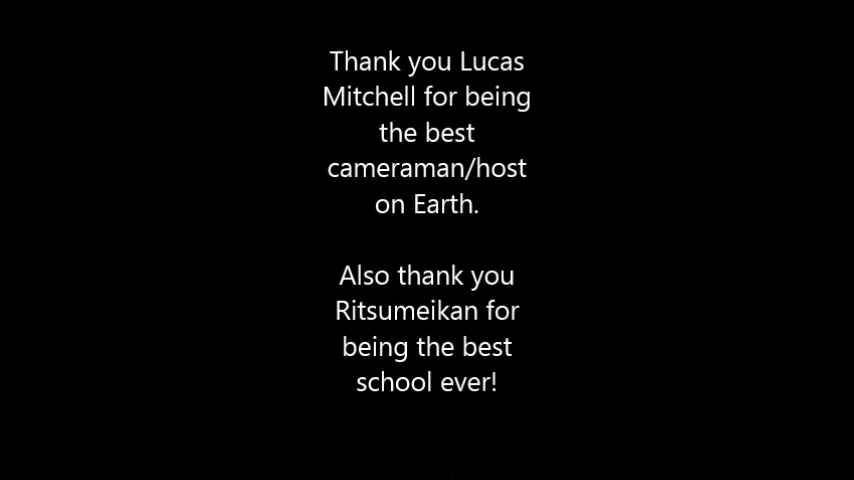 Thank you Lucas
Mitchell for being
the best
cameraman/host
on Earth.
Also thank you
Ritsumeikan for
being the best
school ever!